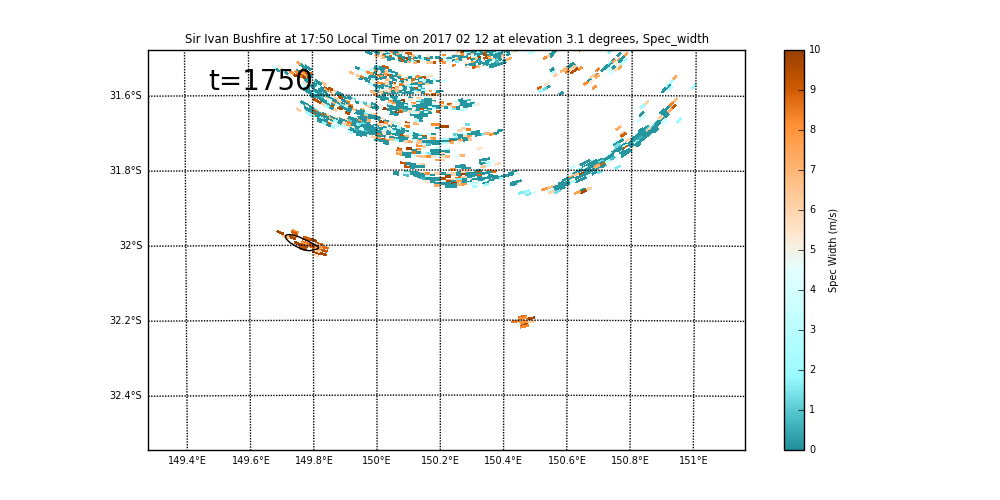 Sir Ivan Bushfire at 17:50 Local Time on 2017 02 12 at elevation 3.1 degrees, Spec_width
t=1750
31.6°S
31.8°S
32°S
32.2°S
32.4°S
149.4°E 149.6°E 149.8°E 150°E 150.2°E 150.4°E 150.6°E 150.8°E 151°E
10
9
8
7
6
5
4
3
2
1
0
Spec Width (m/s)